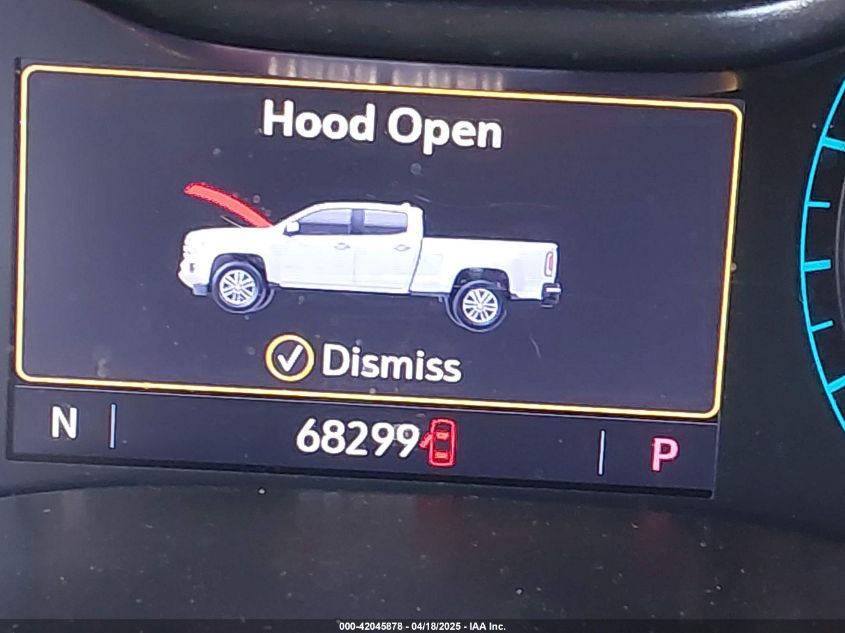 Hood Open
Dismiss
N 68299 P
000-42045878 - 04/18/2025 - IAA Inc.